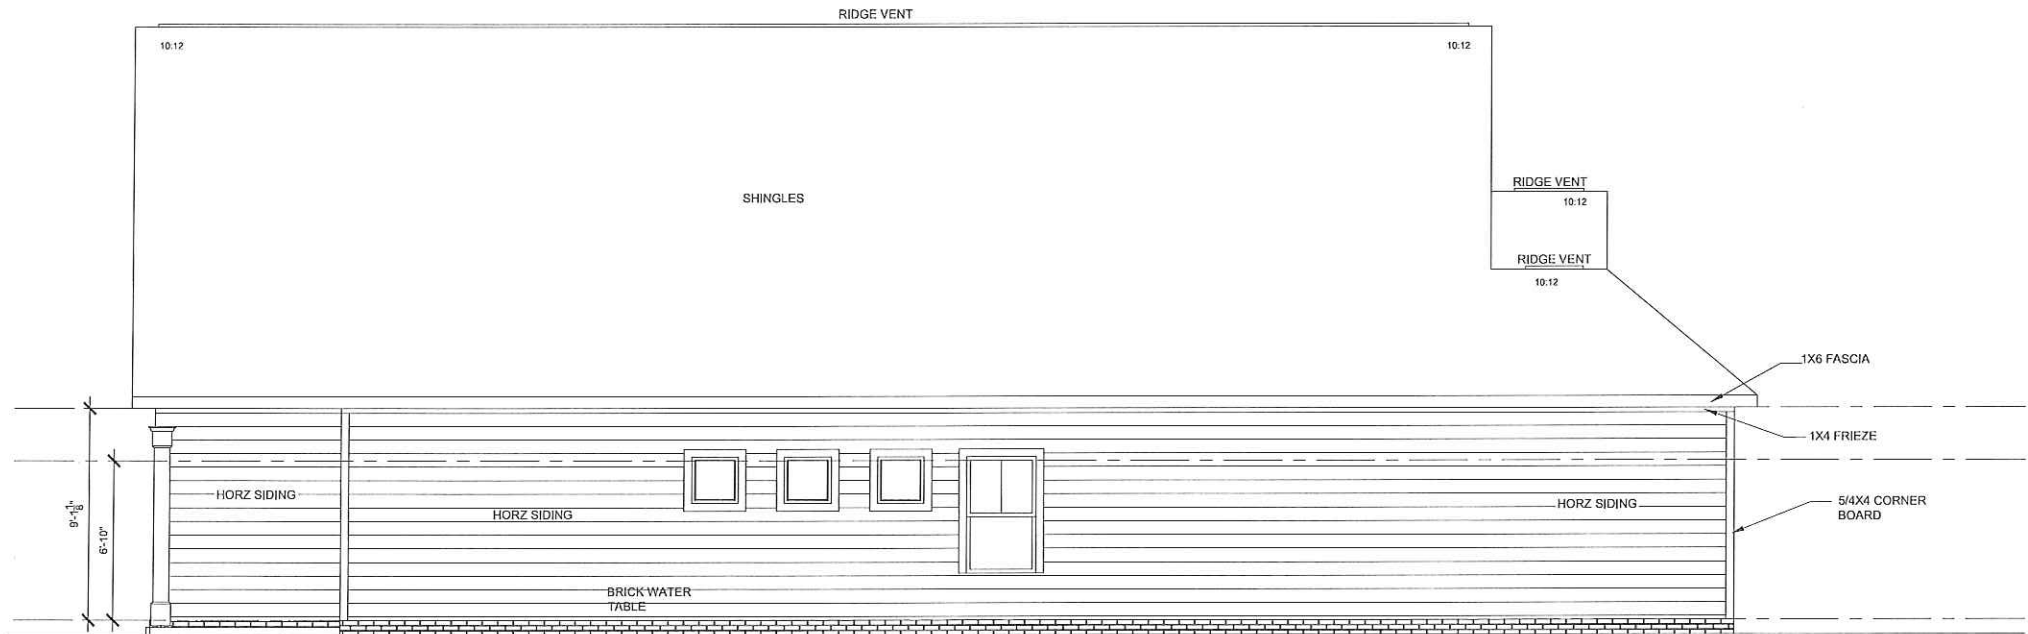 RIDGE VENT
10:12
10:12
RIDGE VENT
10:12
SHINGLES
RIDGE VENT
10:12
1X6 FASCIA
1X4 FRIEZE
HORZ SIDING
HORZ SIDING
HORZ SIDING
5/4X4 CORNER
BOARD
9'-1 1/8"
6'-10"
BRICK WATER
TABLE